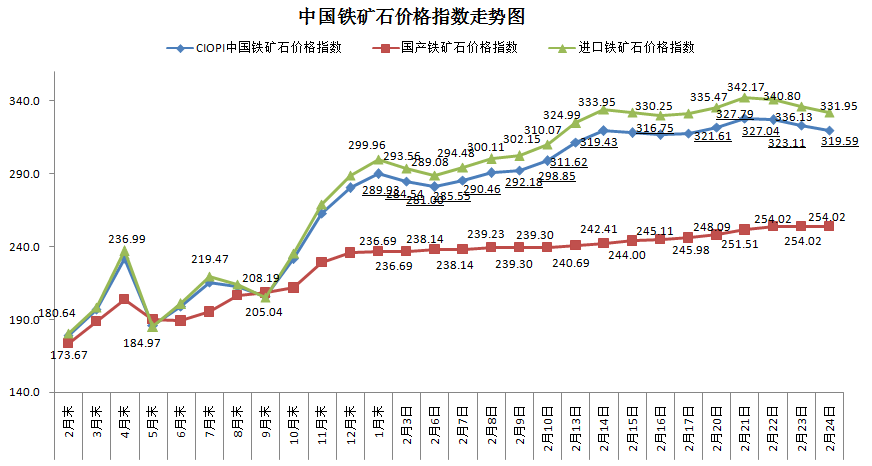 中国铁矿石价格指数走势图
CIOPI中国铁矿石价格指数 国产铁矿石价格指数 进口铁矿石价格指数
340.0
290.0
240.0
190.0
140.0
180.64
173.67
236.99
184.97
219.47
208.19
205.04
299.96
293.56
289.08
294.48
300.11
302.15
310.07
324.99
333.95
330.25
335.47
342.17
340.80
336.13
331.95
289.93
284.54
281.00
285.55
290.46
292.18
298.85
311.62
319.43
316.75
321.61
327.79
327.04
323.11
319.59
236.69
236.69
238.14
238.14
239.23
239.30
239.30
240.69
242.41
244.00
245.11
245.98
248.09
251.51
254.02
254.02
254.02
2月末
3月末
4月末
5月末
6月末
7月末
8月末
9月末
10月末
11月末
12月末
1月末
2月3日
2月6日
2月7日
2月8日
2月9日
2月10日
2月13日
2月14日
2月15日
2月16日
2月17日
2月20日
2月21日
2月22日
2月23日
2月24日